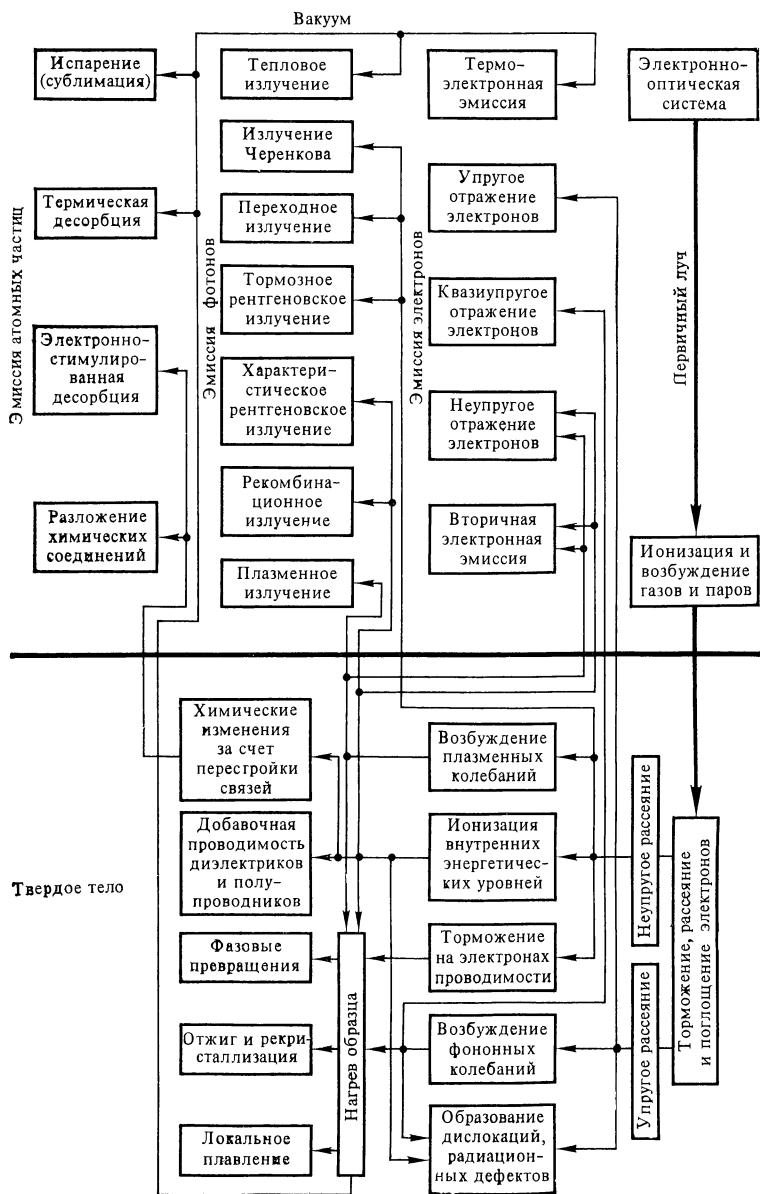 Вакуум
Испарение
(сублимация)
Тепловое
излучение
Термо-
электронная
эмиссия
Электронно-
оптическая
система
Излучение
Черенкова
Термическая
десорбция
Переходное
излучение
Упругое
отражение
электронов
Эмиссия атомных частиц
Эмиссия фотонов
Эмиссия электронов
Первичный луч
Тормозное
рентгеновское
излучение
Квазиупругое
отражение
электронов
Электронно-
стимулиро-
ванная
десорбция
Характери-
стическое
рентгеновское
излучение
Неупругое
отражение
электронов
Рекомбина-
ционное
излучение
Вторичная
электронная
эмиссия
Разложение
химических
соединений
Плазменное
излучение
Ионизация и
возбуждение
газов и паров
Химические
изменения
за счет
перестройки
связей
Возбуждение
плазменных
колебаний
Добавочная
проводимость
диэлектриков
и полу-
проводников
Ионизация
внутренних
энергетичес-
ких уровней
Неупругое рассеяние
Торможение, рассеяние
и поглощение электронов
Твердое тело
Фазовые
превращения
Торможение
на электронах
проводимости
Нагрев образца
Отжиг и рекри-
сталлизация
Возбуждение
фононных
колебаний
Упругое рассеяние
Локальное
плавление
Образование
дислокаций,
радиацион-
ных дефектов